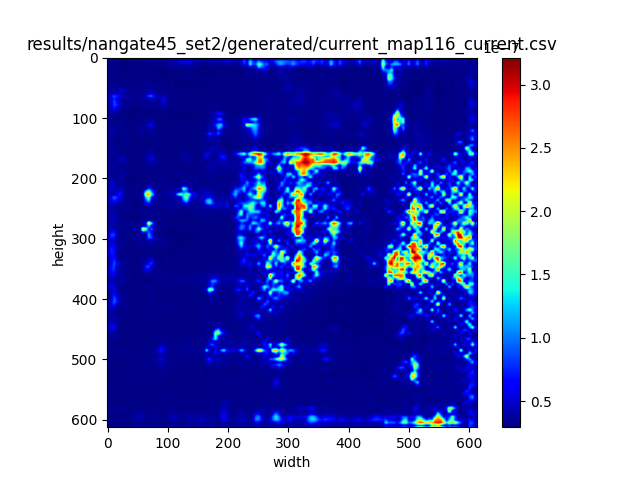 results/nangate45_set2/generated/current_map116_current.csv
1e−7
0
100
200
300
400
500
600
height
0 100 200 300 400 500 600
width
3.0
2.5
2.0
1.5
1.0
0.5